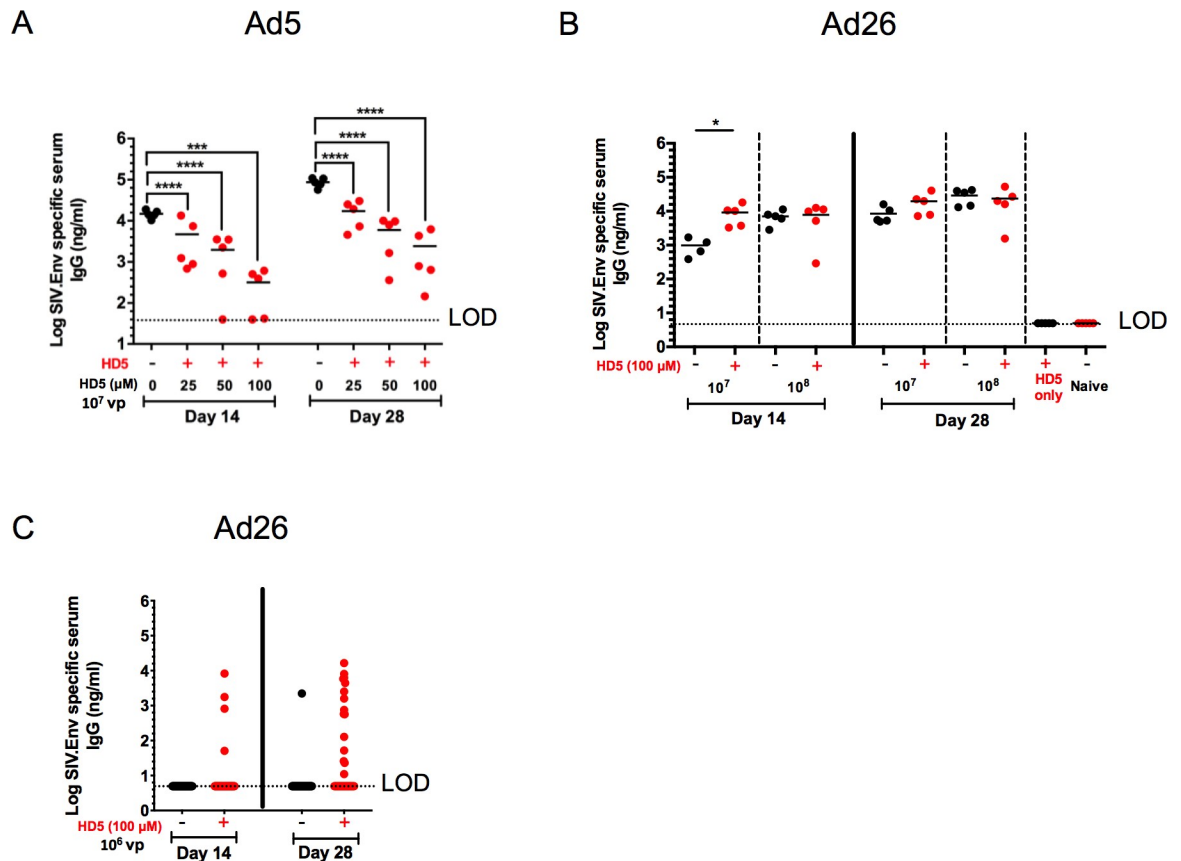 A
Ad5
B
Ad26
Log SIV.Env specific serum
IgG (ng/ml)
6
5
4
3
2
1
****
****
***
****
****
****
LOD
HD5 - + + + - + + +
HD5 (µM) 0 25 50 100 0 25 50 100
10⁷ vp
Day 14
Day 28
Log SIV.Env specific serum
IgG (ng/ml)
6
5
4
3
2
1
0
*
LOD
HD5 (100 µM) - + - + - + - + + -
10⁷ 10⁸ 10⁷ 10⁸
HD5
only
Naive
Day 14
Day 28
C
Ad26
Log SIV.Env specific serum
IgG (ng/ml)
6
5
4
3
2
1
0
LOD
HD5 (100 µM) - + - +
10⁶ vp
Day 14
Day 28